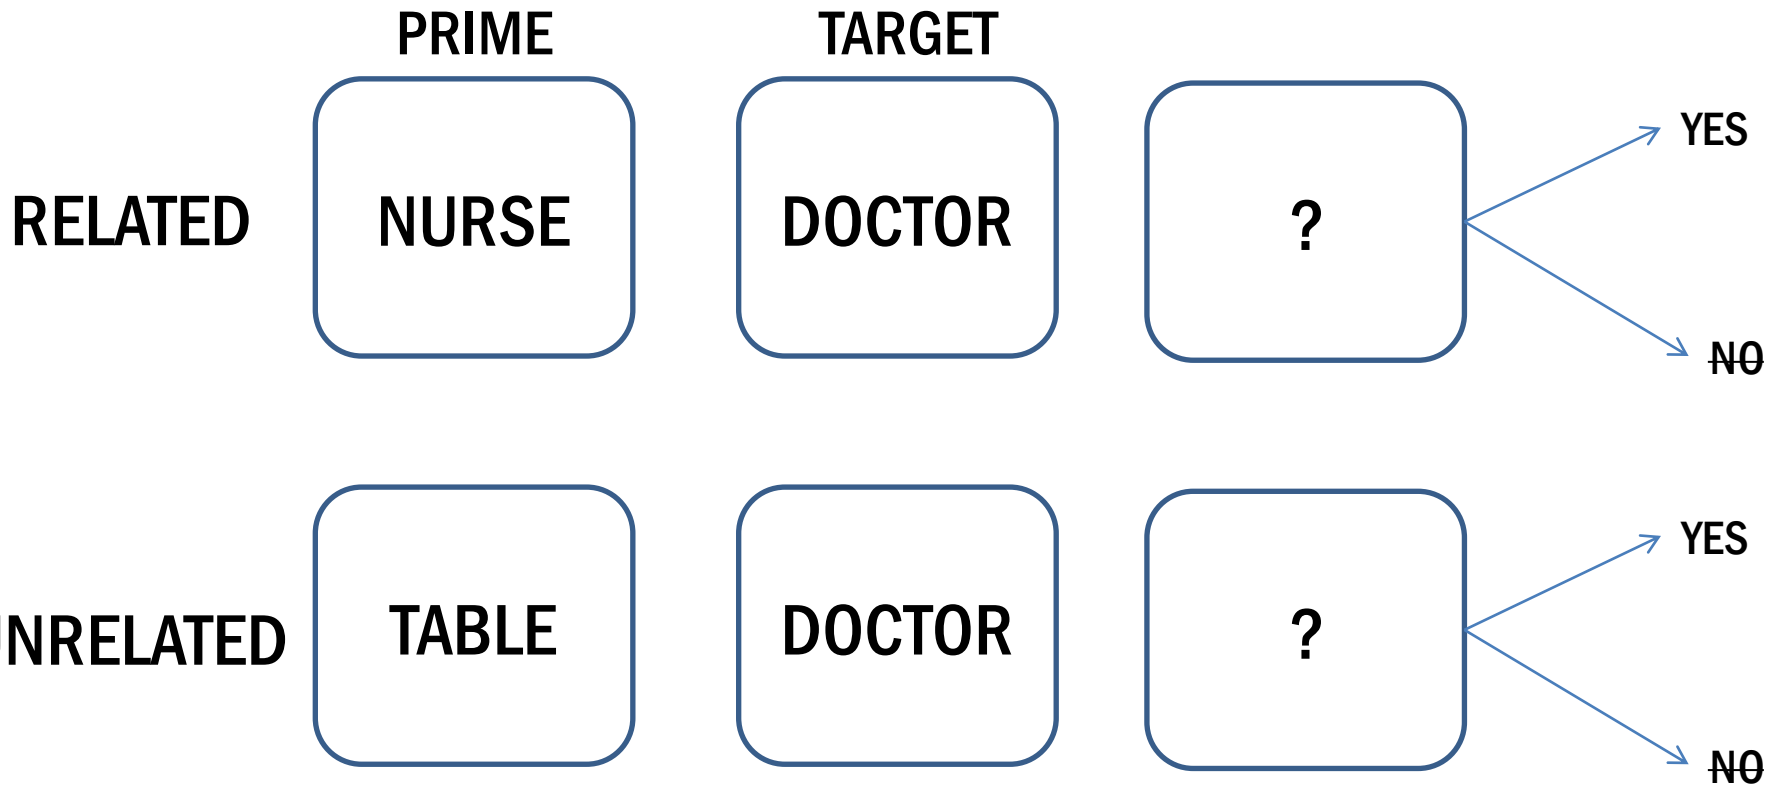 PRIME TARGET
RELATED NURSE DOCTOR ? YES
NO
NRELATED TABLE DOCTOR ? YES
NO